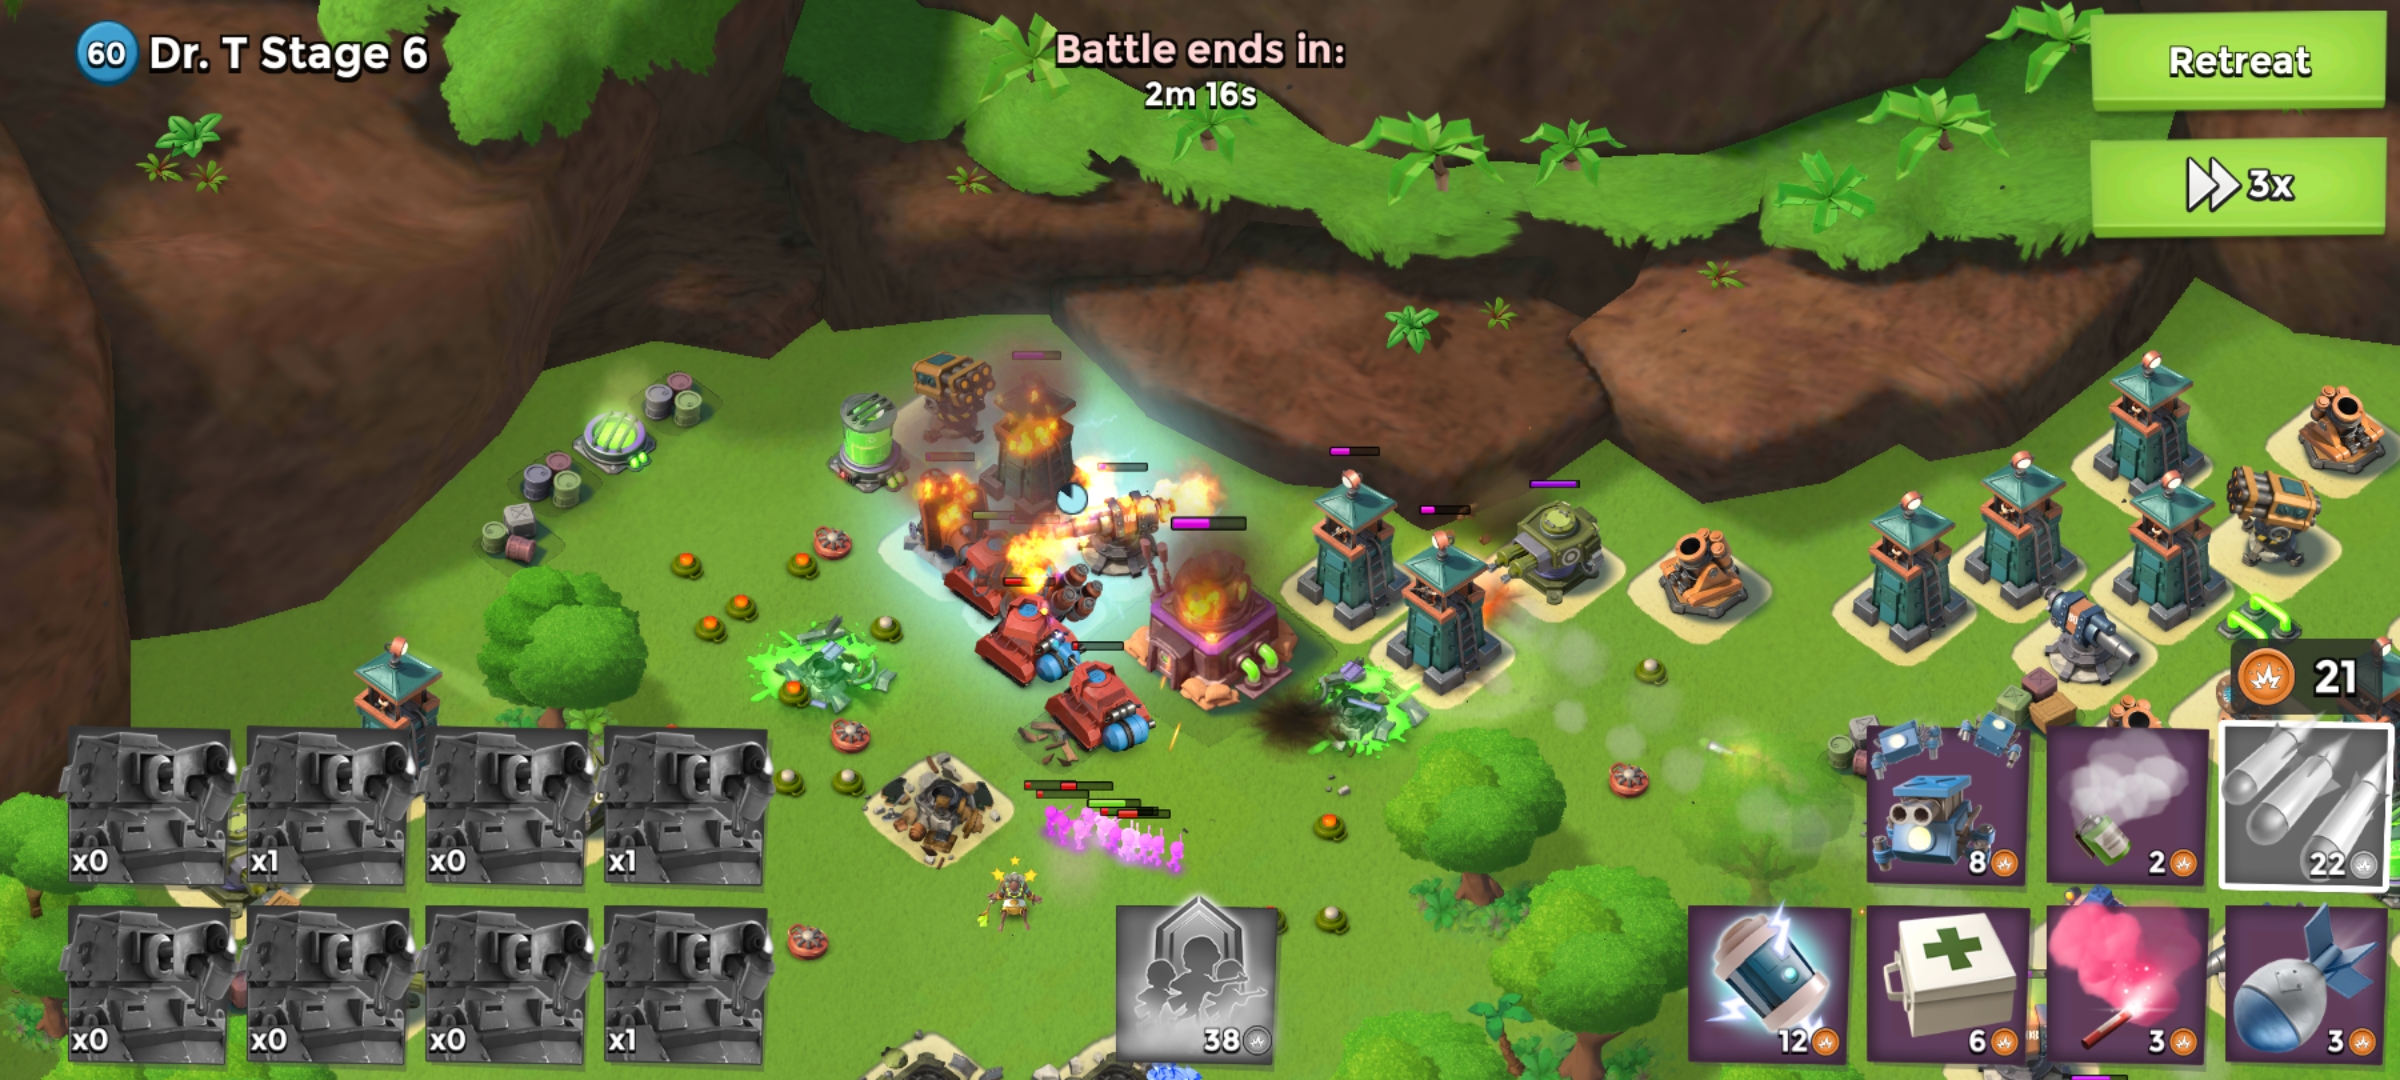 60 Dr. T Stage 6
Battle ends in:
2m 16s
Retreat
3x
21
x0
x1
x0
x1
8
2
22
x0
x0
x0
x1
38
12
6
3
3